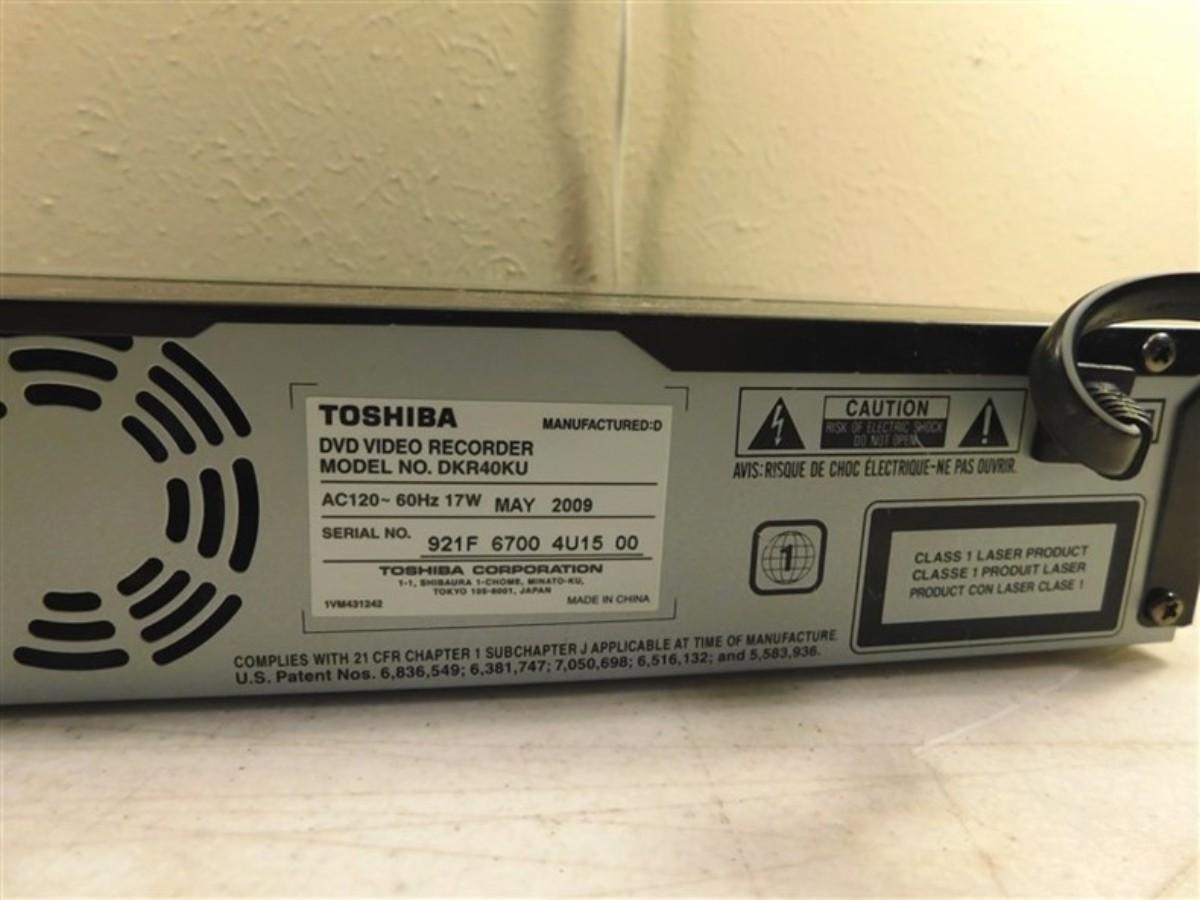 TOSHIBA MANUFACTURED:D
DVD VIDEO RECORDER
MODEL NO. DKR40KU
AC120~ 60Hz 17W MAY 2009
SERIAL NO. 921F 6700 4U15 00
TOSHIBA CORPORATION
1-1, SHIBAURA 1-CHOME, MINATO-KU,
TOKYO 105-8001, JAPAN
1VM431242 MADE IN CHINA
COMPLIES WITH 21 CFR CHAPTER 1 SUBCHAPTER J APPLICABLE AT TIME OF MANUFACTURE.
U.S. Patent Nos. 6,836,549; 6,381,747; 7,050,698; 6,516,132; and 5,583,936.
CAUTION
RISK OF ELECTRIC SHOCK
DO NOT OPEN
AVIS: RISQUE DE CHOC ÉLECTRIQUE-NE PAS OUVRIR.
1
CLASS 1 LASER PRODUCT
CLASSE 1 PRODUIT LASER
PRODUCTO CON LASER CLASE 1